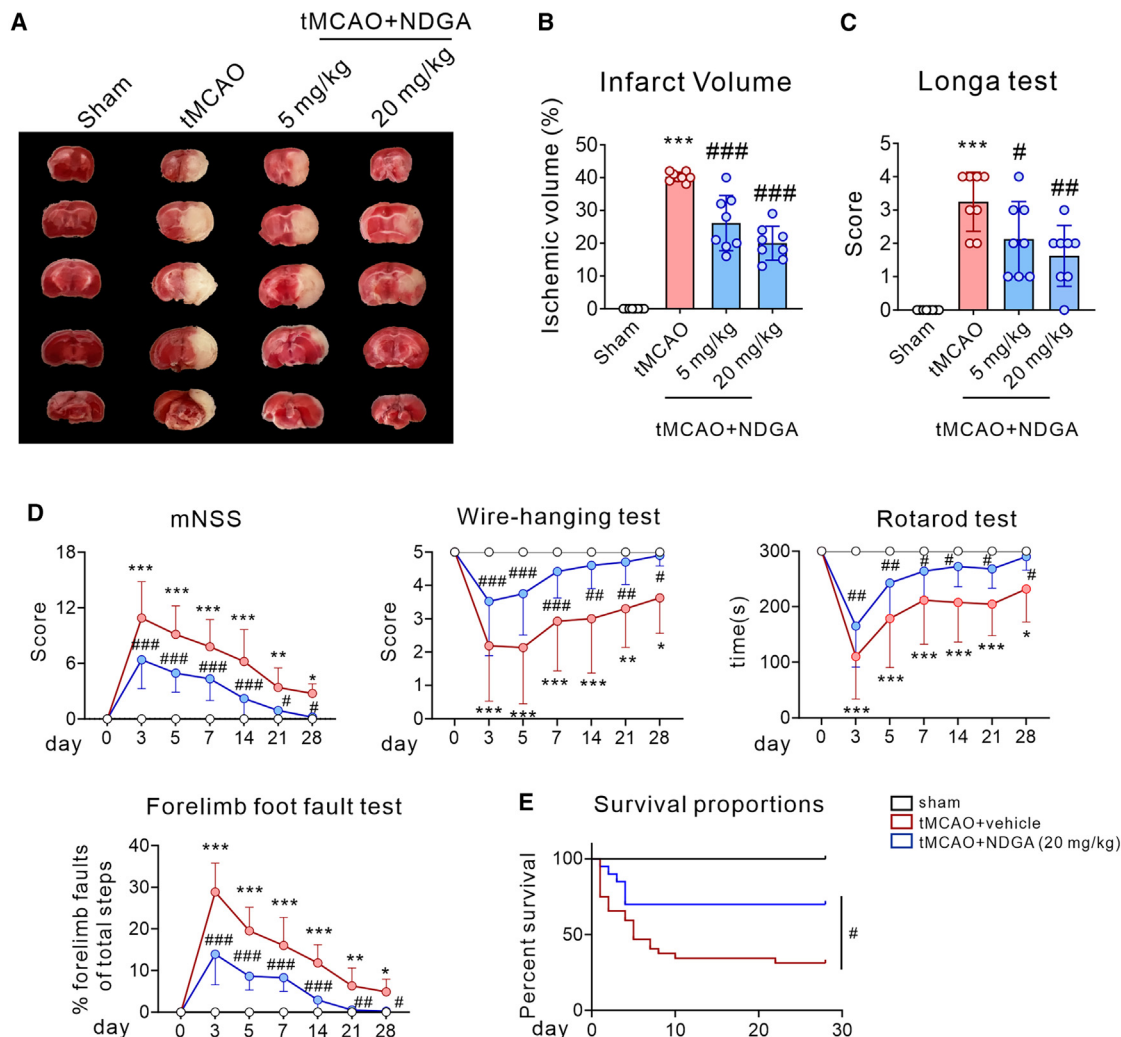 A
tMCAO+NDGA
Sham
tMCAO
5 mg/kg
20 mg/kg
B
Infarct Volume
Ischemic volume (%)
50
40
30
20
10
0
***
###
###
Sham
tMCAO
5 mg/kg
20 mg/kg
tMCAO+NDGA
C
Longa test
Score
5
4
3
2
1
0
***
#
##
Sham
tMCAO
5 mg/kg
20 mg/kg
tMCAO+NDGA
D
mNSS
Score
18
12
6
0
*** *** *** *** ** *
### ### ### ### # #
day
0 3 5 7 14 21 28
Wire-hanging test
Score
5
4
3
2
1
0
### ### ### ## ## #
*** *** *** *** ** *
day
0 3 5 7 14 21 28
Rotarod test
time(s)
300
200
100
0
## ## # # # #
*** *** *** *** *** *
day
0 3 5 7 14 21 28
Forelimb foot fault test
% forelimb faults
of total steps
40
30
20
10
0
*** *** *** *** ** *
### ### ### ### ## #
day
0 3 5 7 14 21 28
E
Survival proportions
Percent survival
100
50
0
#
day
0 10 20 30
sham
tMCAO+vehicle
tMCAO+NDGA (20 mg/kg)